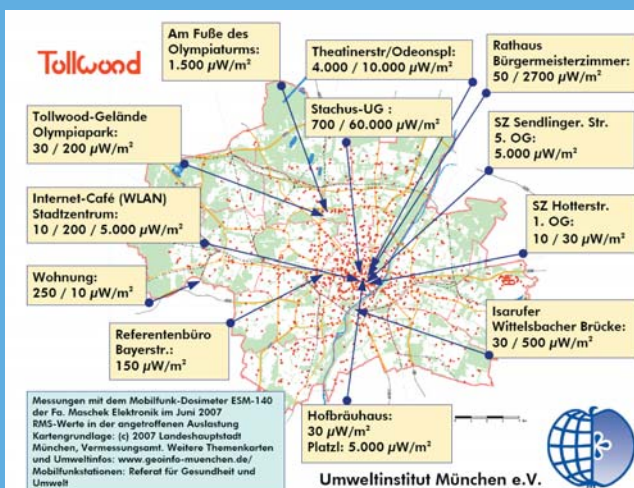 Tollwood
Am Fuße des
Olympiaturms:
1.500 µW/m²
Theatinerstr/Odeonspl:
4.000 / 10.000 µW/m²
Rathaus
Bürgermeisterzimmer:
50 / 2700 µW/m²
Stachus-UG :
700 / 60.000 µW/m²
Tollwood-Gelände
Olympiapark:
30 / 200 µW/m²
SZ Sendlinger. Str.
5. OG:
5.000 µW/m²
Internet-Café (WLAN)
Stadtzentrum:
10 / 200 / 5.000 µW/m²
SZ Hotterstr.
1. OG:
10 / 30 µW/m²
Wohnung:
250 / 10 µW/m²
Isarufer
Wittelsbacher Brücke:
30 / 500 µW/m²
Referentenbüro
Bayerstr.:
150 µW/m²
Hofbräuhaus:
30 µW/m²
Platzl: 5.000 µW/m²
Messungen mit dem Mobilfunk-Dosimeter ESM-140
der Fa. Maschek Elektronik im Juni 2007
RMS-Werte in der angetroffenen Auslastung
Kartengrundlage: (c) 2007 Landeshauptstadt
München, Vermessungsamt. Weitere Themenkarten
und Umweltinfos: www.geoinfo-muenchen.de/
Mobilfunkstationen: Referat für Gesundheit und
Umwelt
Umweltinstitut München e.V.